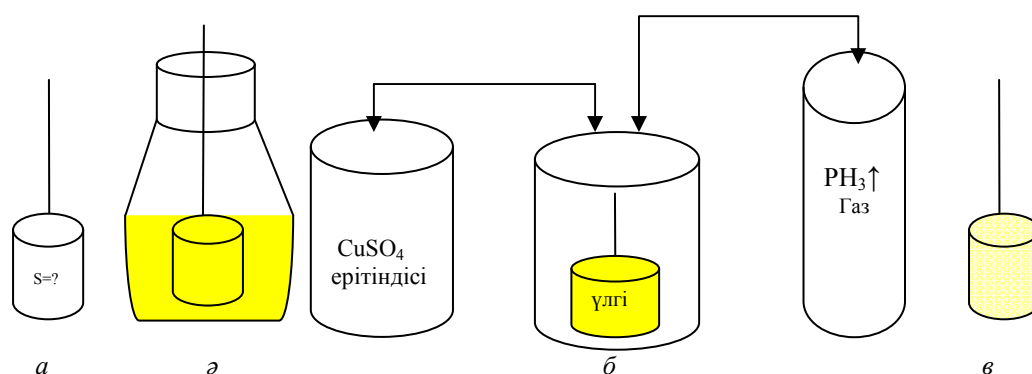 S=?
CuSO₄
ерітіндісі
үлгі
PH₃↑
Газ
а
ә
б
в